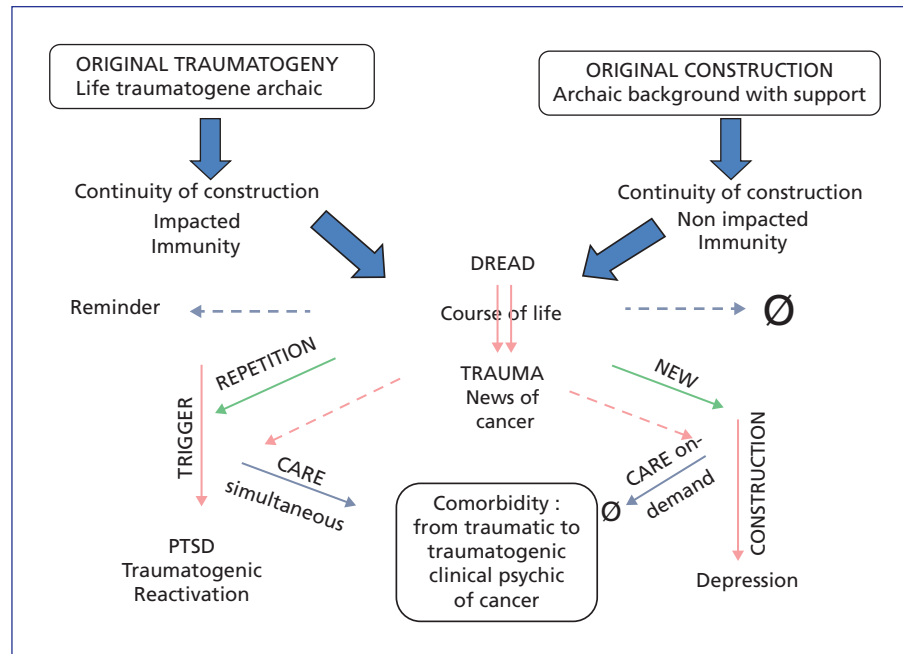 ORIGINAL TRAUMATOGENY
Life traumatogene archaic
ORIGINAL CONSTRUCTION
Archaic background with support
Continuity of construction
Impacted
Immunity
Continuity of construction
Non impacted
Immunity
DREAD
Reminder
Course of life
Ø
REPETITION
TRAUMA
News of
cancer
NEW
TRIGGER
CARE
simultaneous
CARE on-
demand
CONSTRUCTION
Comorbidity :
from traumatic to
traumatogenic
clinical psychic
of cancer
Ø
PTSD
Traumatogenic
Reactivation
Depression